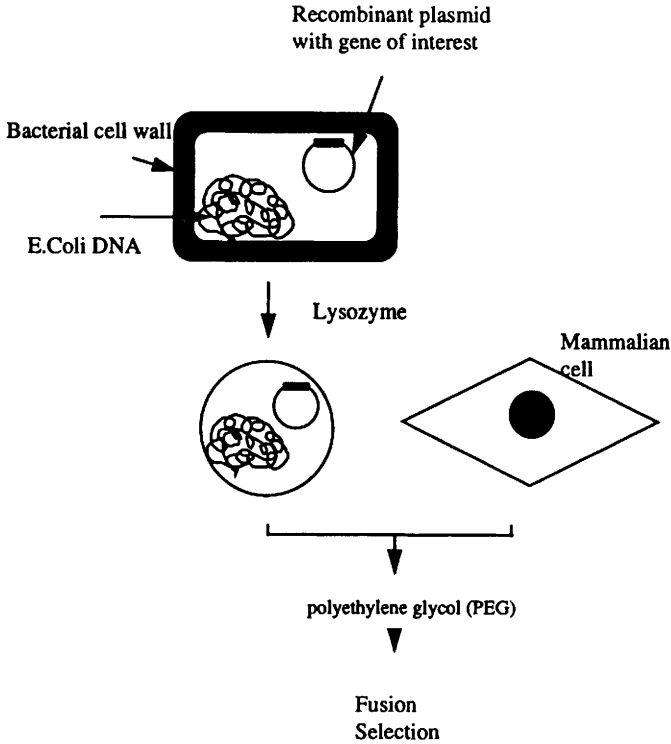 Recombinant plasmid
with gene of interest
Bacterial cell wall
E.Coli DNA
Lysozyme
Mammalian
cell
polyethylene glycol (PEG)
Fusion
Selection